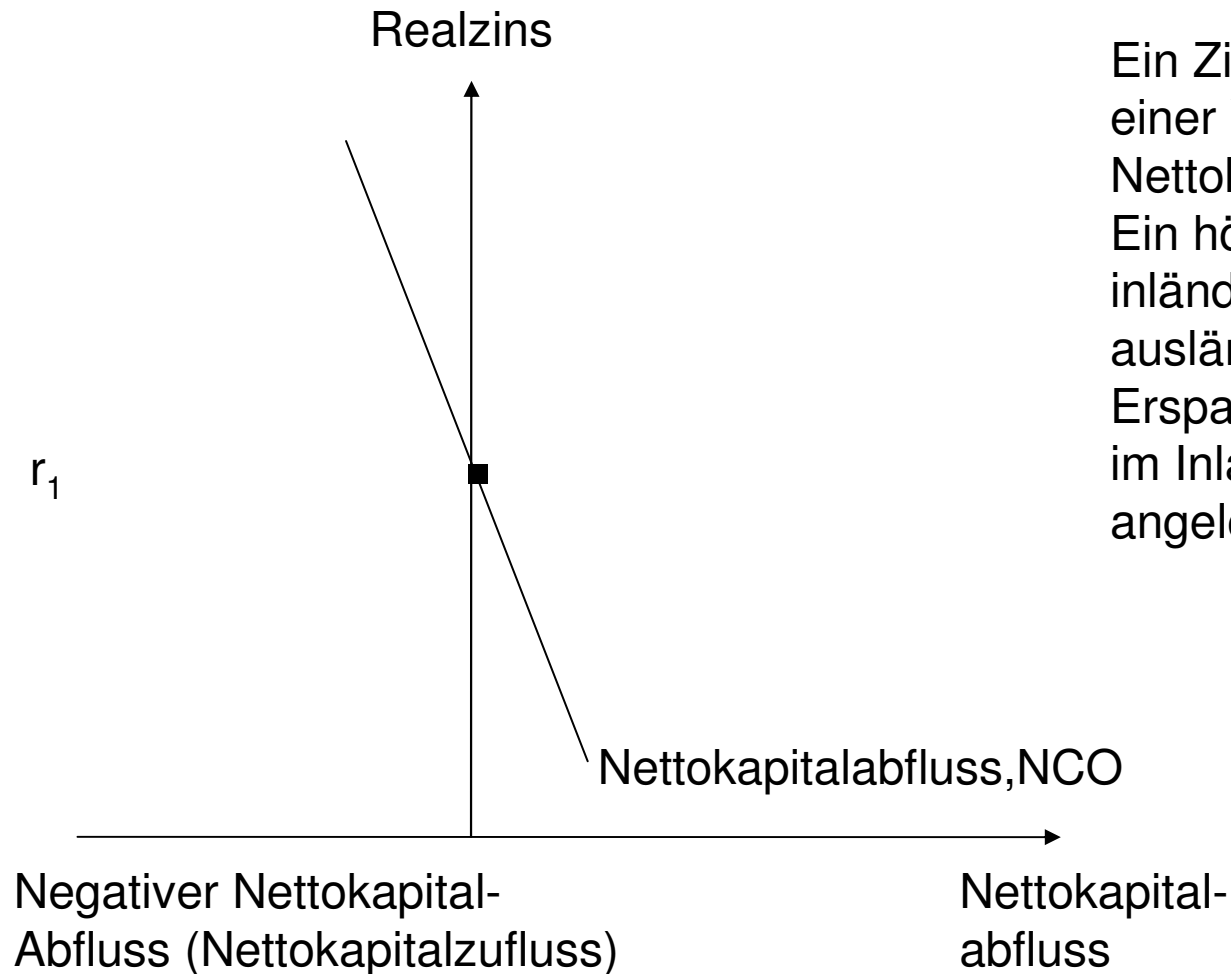 Realzins
Ein Zi
einer
Nettok
Ein hö
inländ
auslän
Erspa
im Inla
angele
r₁
Nettokapitalabfluss,NCO
Negativer Nettokapital-
Abfluss (Nettokapitalzufluss)
Nettokapital-
abfluss